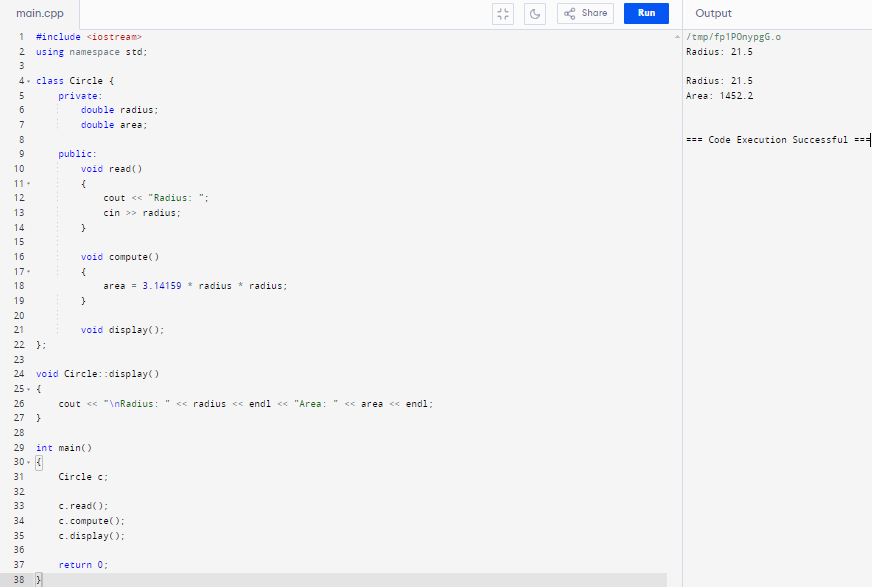 main.cpp Share Run Output
1 #include <iostream>
2 using namespace std;
3
4 class Circle {
5     private:
6         double radius;
7         double area;
8
9     public:
10         void read()
11         {
12             cout << "Radius: ";
13             cin >> radius;
14         }
15
16         void compute()
17         {
18             area = 3.14159 * radius * radius;
19         }
20
21         void display();
22 };
23
24 void Circle::display()
25 {
26     cout << "\nRadius: " << radius << endl << "Area: " << area << endl;
27 }
28
29 int main()
30 {
31     Circle c;
32
33     c.read();
34     c.compute();
35     c.display();
36
37     return 0;
38 }
/tmp/fp1POnypgG.o
Radius: 21.5
Radius: 21.5
Area: 1452.2
=== Code Execution Successful ===